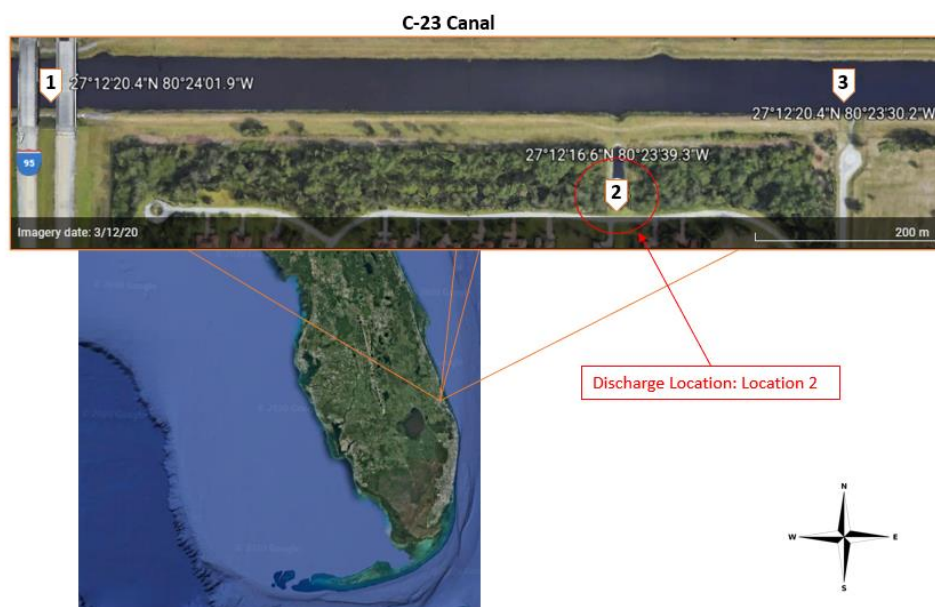 C-23 Canal
1
27°12'20.4"N 80°24'01.9"W
3
27°12'20.4"N 80°23'30.2"W
95
27°12'16.6"N 80°23'39.3"W
2
Imagery date: 3/12/20
200 m
Discharge Location: Location 2
N
W
E
S